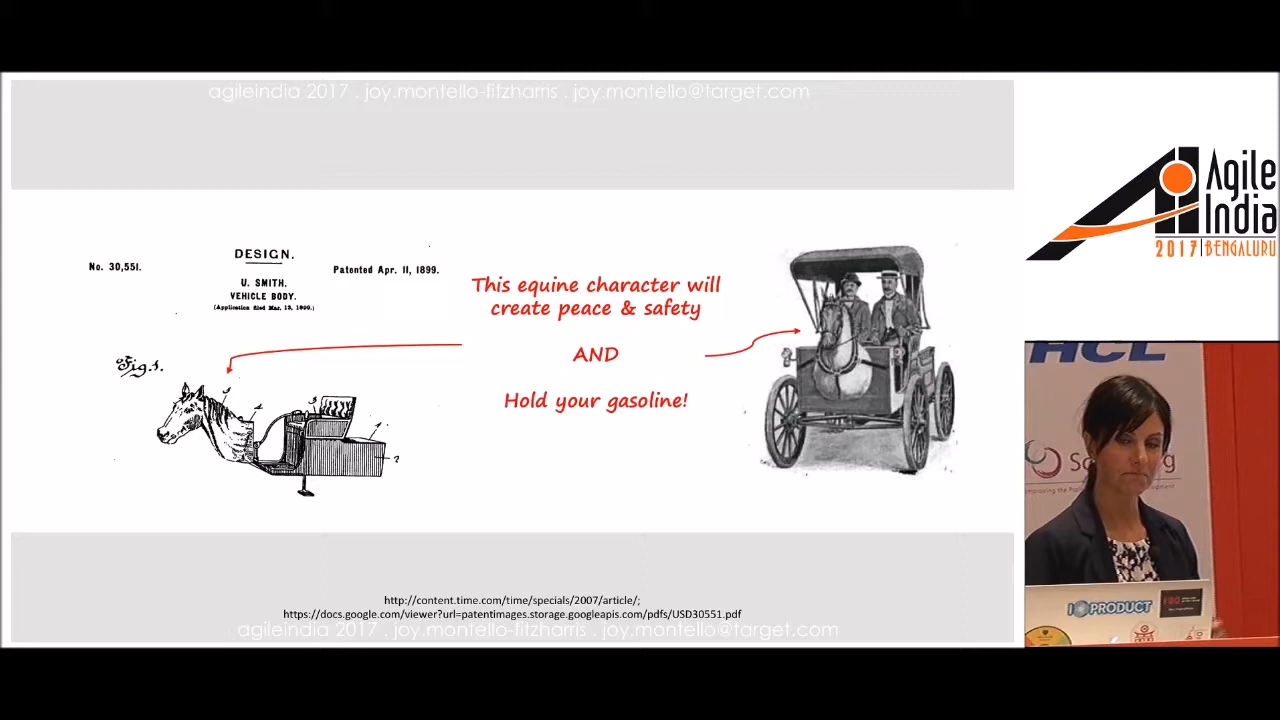 agileindia 2017 . joy.montello-fitzharris . joy.montello@target.com
No. 30,551.
DESIGN.
Patented Apr. 11, 1899.
U. SMITH.
VEHICLE BODY.
(Application filed Mar. 13, 1899.)
Fig. 1.
This equine character will
create peace & safety
AND
Hold your gasoline!
http://content.time.com/time/specials/2007/article/;
https://docs.google.com/viewer?url=patentimages.storage.googleapis.com/pdfs/USD30551.pdf
agileindia 2017 . joy.montello-fitzharris . joy.montello@target.com
Agile
India
2017 | BENGALURU
HCL
I PRODUCT